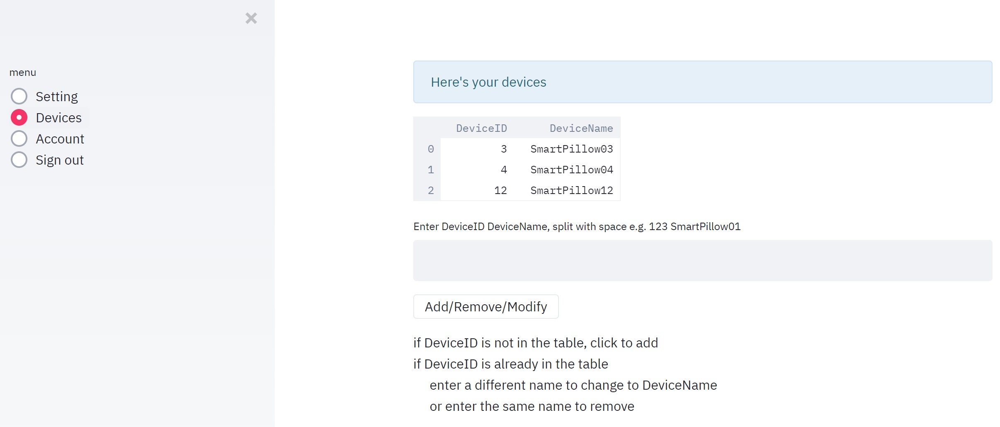 menu
Setting
Devices
Account
Sign out
Here's your devices
DeviceID DeviceName
0 3 SmartPillow03
1 4 SmartPillow04
2 12 SmartPillow12
Enter DeviceID DeviceName, split with space e.g. 123 SmartPillow01
Add/Remove/Modify
if DeviceID is not in the table, click to add
if DeviceID is already in the table
enter a different name to change to DeviceName
or enter the same name to remove